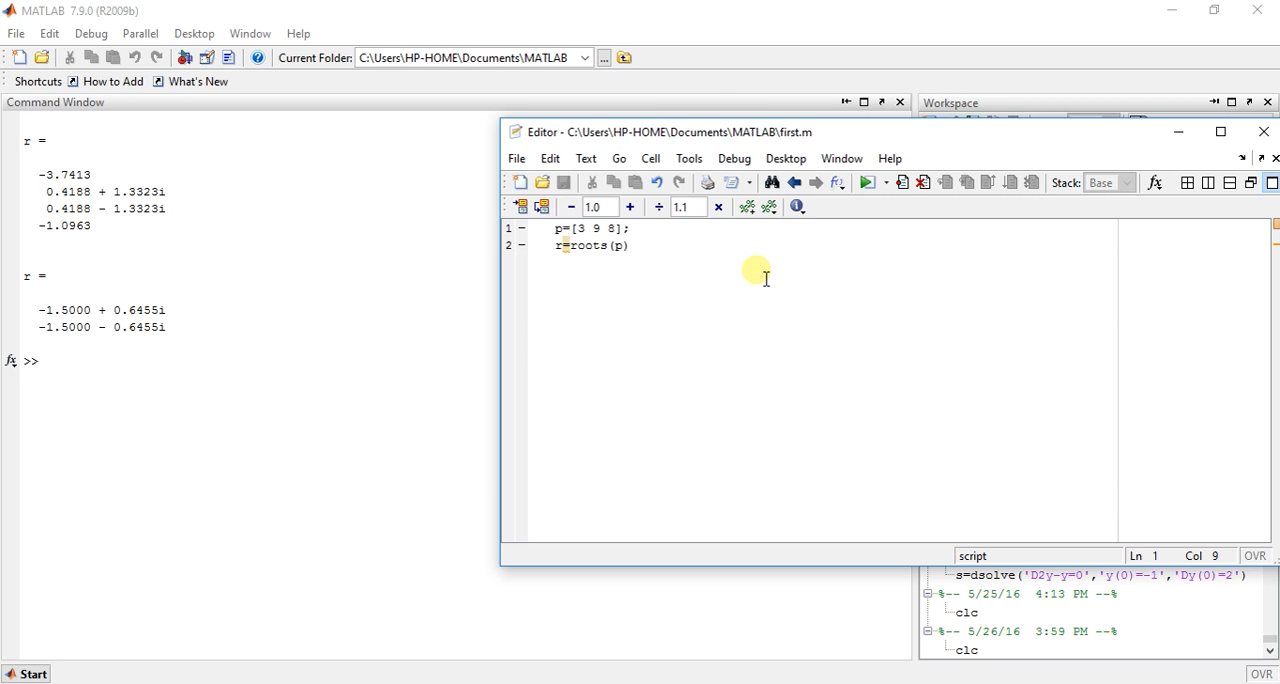 MATLAB 7.9.0 (R2009b)
File Edit Debug Parallel Desktop Window Help
Current Folder: C:\Users\HP-HOME\Documents\MATLAB ...
Shortcuts How to Add What's New
Command Window
r =
-3.7413
0.4188 + 1.3323i
0.4188 - 1.3323i
-1.0963
r =
-1.5000 + 0.6455i
-1.5000 - 0.6455i
fx >>
Workspace
Editor - C:\Users\HP-HOME\Documents\MATLAB\first.m
File Edit Text Go Cell Tools Debug Desktop Window Help
Stack: Base fx
- 1.0 + ÷ 1.1 ×
1 - p=[3 9 8];
2 - r=roots(p)
script Ln 1 Col 9 OVR
s=dsolve('D2y-y=0','y(0)=-1','Dy(0)=2')
%-- 5/25/16 4:13 PM --%
clc
%-- 5/26/16 3:59 PM --%
clc
Start
OVR